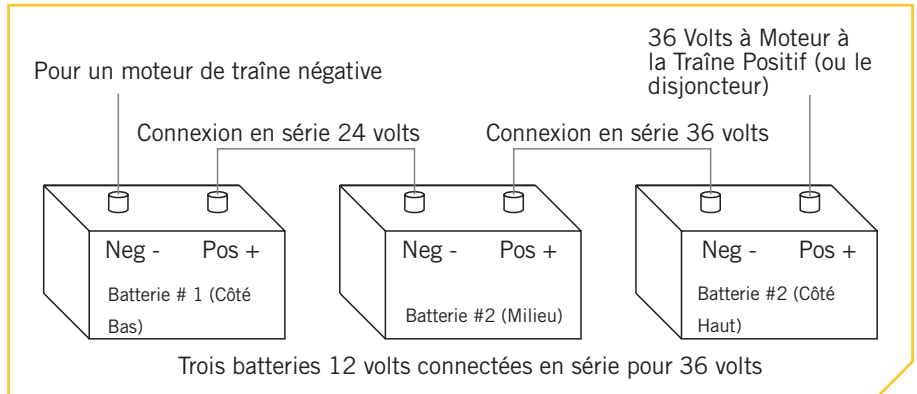 36 Volts à Moteur à
la Traîne Positif (ou le
disjoncteur)
Pour un moteur de traîne négative
Connexion en série 24 volts
Connexion en série 36 volts
Neg -
Pos +
Neg -
Pos +
Neg -
Pos +
Batterie # 1 (Côté
Bas)
Batterie #2 (Milieu)
Batterie #2 (Côté
Haut)
Trois batteries 12 volts connectées en série pour 36 volts